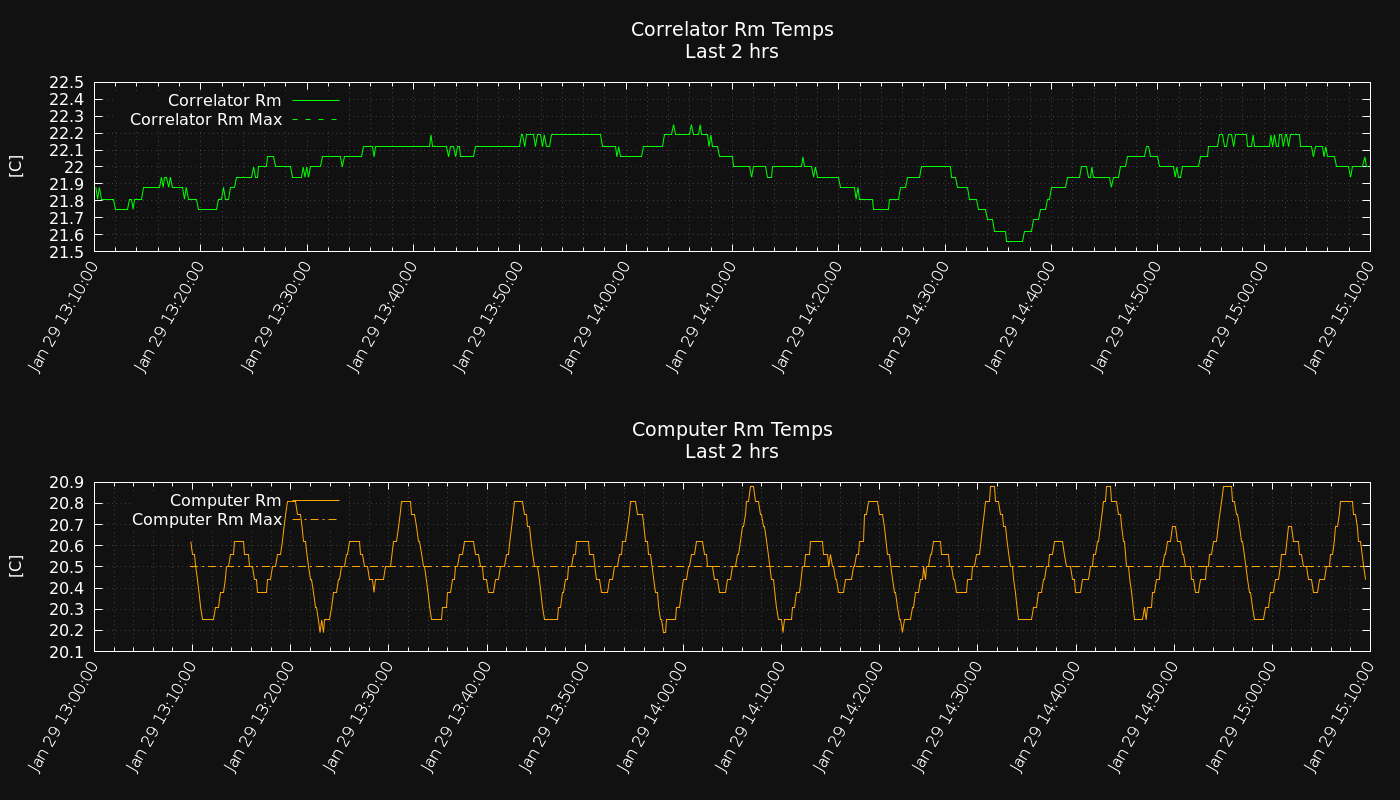 Correlator Rm Temps
Last 2 hrs
22.5
22.4
22.3
22.2
22.1
22
21.9
21.8
21.7
21.6
21.5
[C]
Correlator Rm
Correlator Rm Max
Jan 29 13:10:00
Jan 29 13:20:00
Jan 29 13:30:00
Jan 29 13:40:00
Jan 29 13:50:00
Jan 29 14:00:00
Jan 29 14:10:00
Jan 29 14:20:00
Jan 29 14:30:00
Jan 29 14:40:00
Jan 29 14:50:00
Jan 29 15:00:00
Jan 29 15:10:00
Computer Rm Temps
Last 2 hrs
20.9
20.8
20.7
20.6
20.5
20.4
20.3
20.2
20.1
[C]
Computer Rm
Computer Rm Max
Jan 29 13:00:00
Jan 29 13:10:00
Jan 29 13:20:00
Jan 29 13:30:00
Jan 29 13:40:00
Jan 29 13:50:00
Jan 29 14:00:00
Jan 29 14:10:00
Jan 29 14:20:00
Jan 29 14:30:00
Jan 29 14:40:00
Jan 29 14:50:00
Jan 29 15:00:00
Jan 29 15:10:00